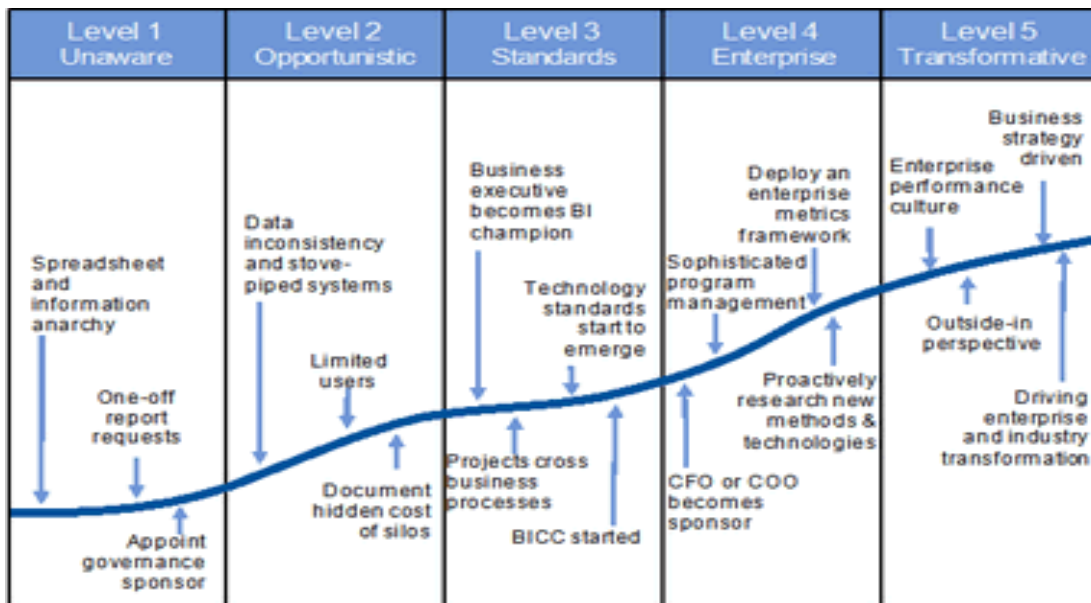 Level 1
Unaware
Level 2
Opportunistic
Level 3
Standards
Level 4
Enterprise
Level 5
Transformative
Spreadsheet
and
information
anarchy
One-off
report
requests
Appoint
governance
sponsor
Data
inconsistency
and stove-
piped systems
Limited
users
Document
hidden cost
of silos
Business
executive
becomes BI
champion
Technology
standards
start to
emerge
Projects cross
business
processes
BICC started
Deploy an
enterprise
metrics
framework
Sophisticated
program
management
Proactively
research new
methods &
technologies
CFO or COO
becomes
sponsor
Business
strategy
driven
Enterprise
performance
culture
Outside-in
perspective
Driving
enterprise
and industry
transformation